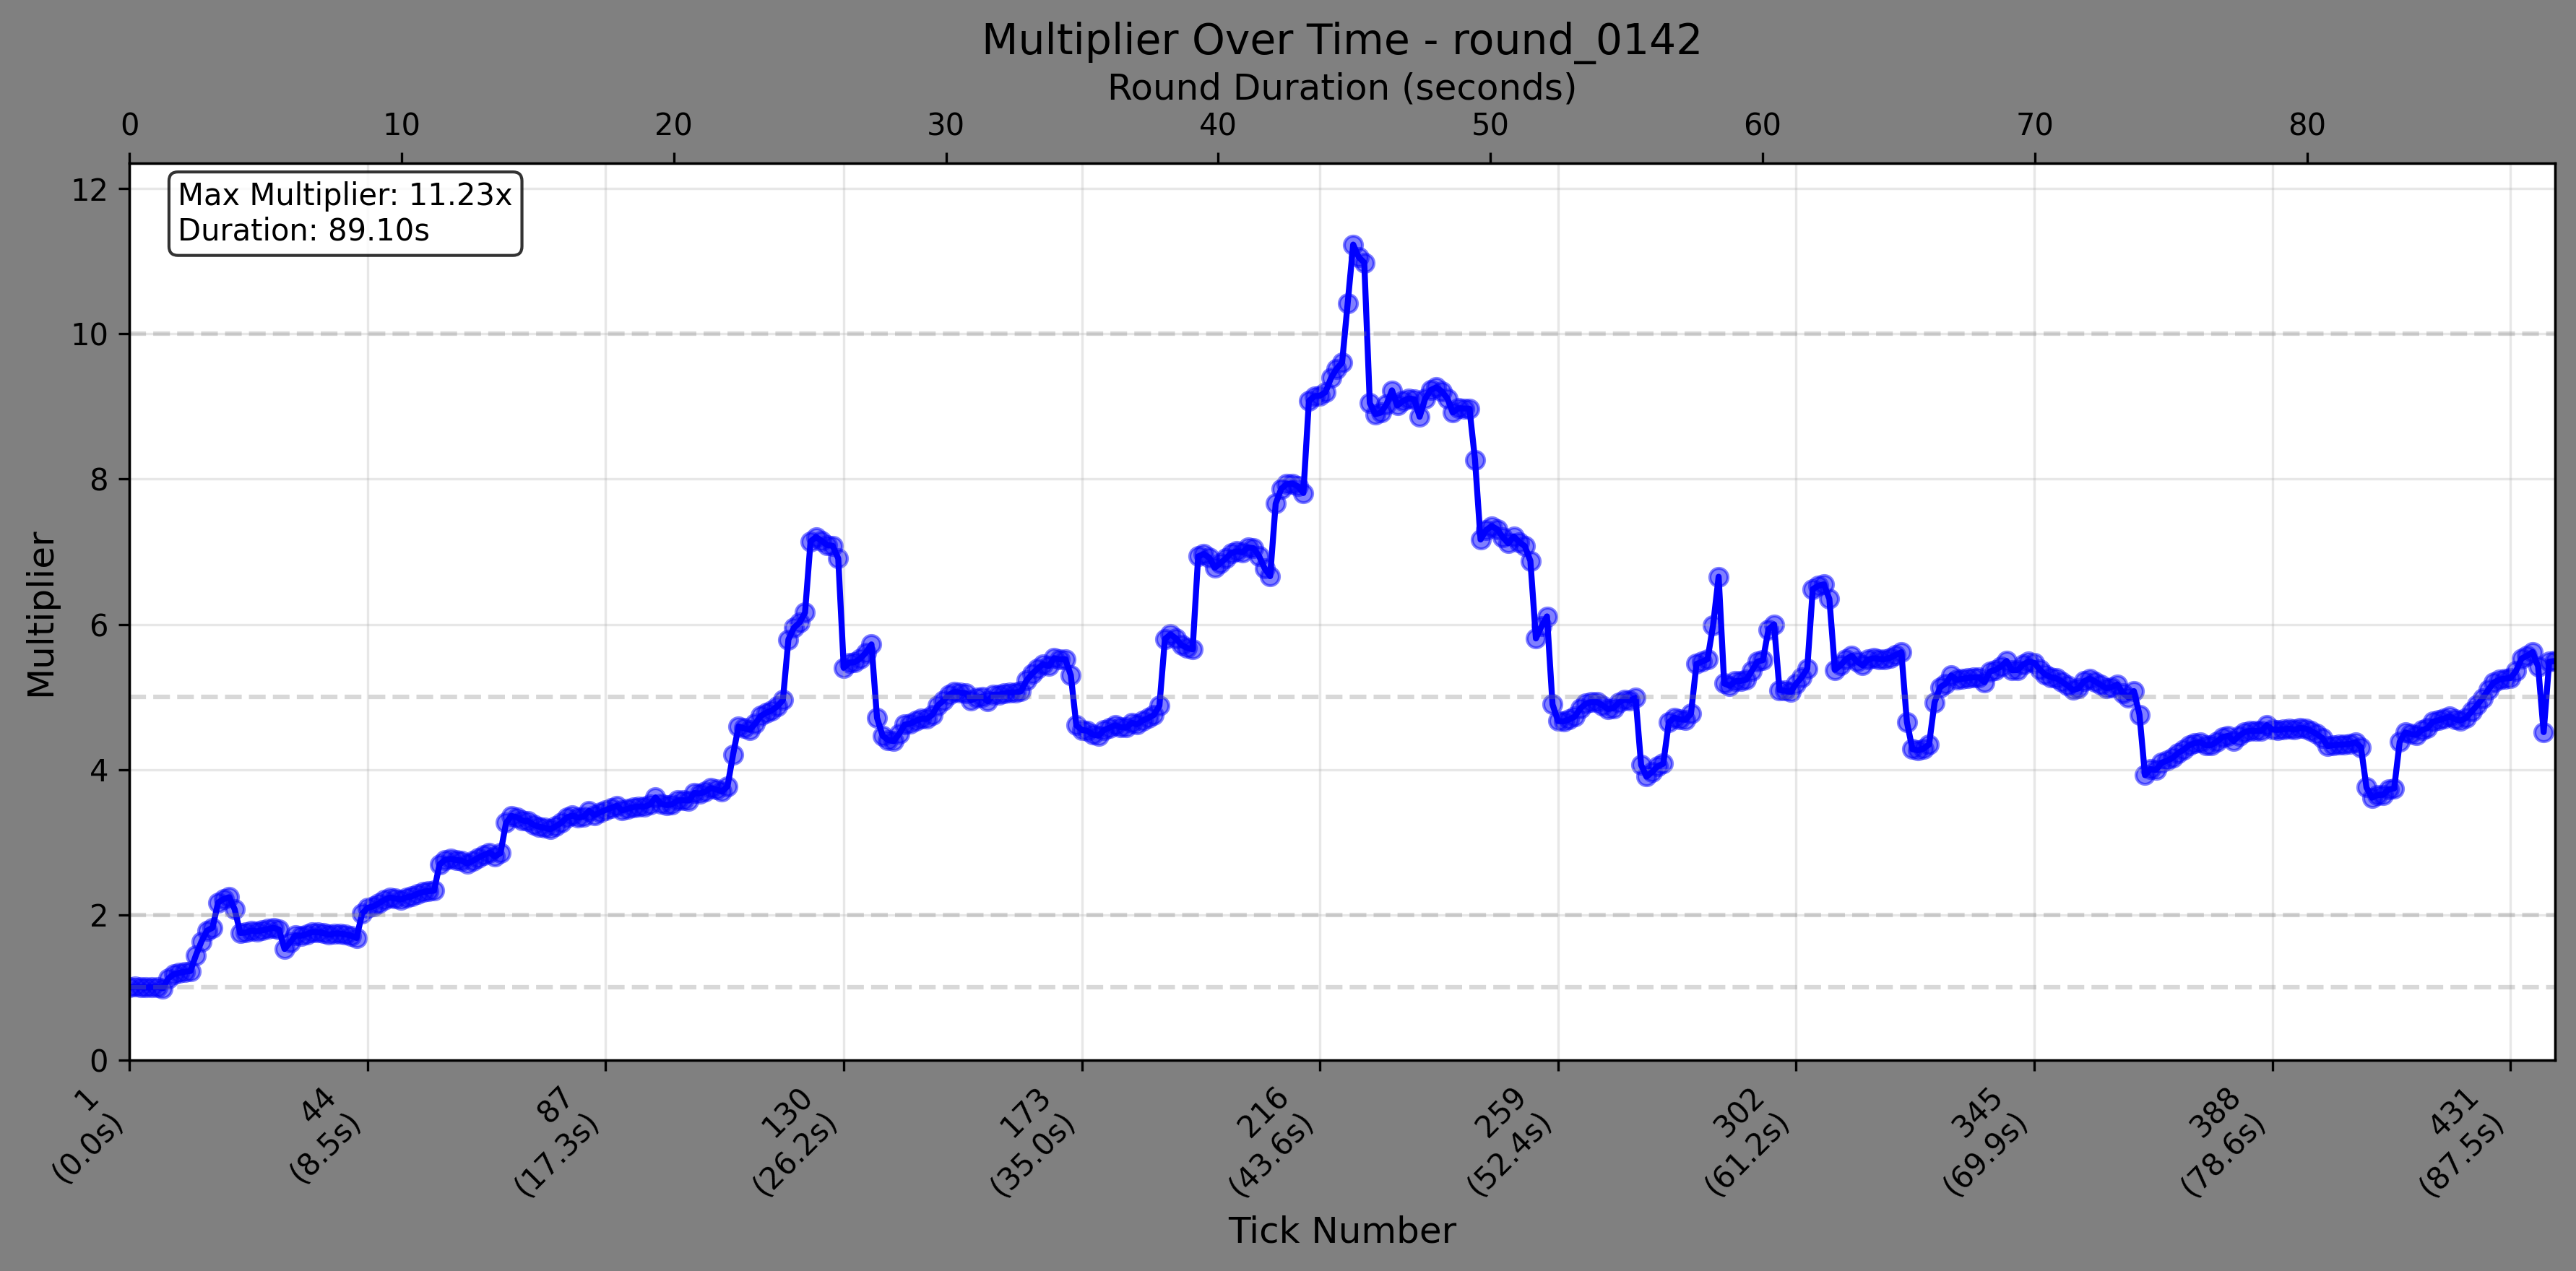 Multiplier Over Time - round_0142
Round Duration (seconds)
0 10 20 30 40 50 60 70 80
Max Multiplier: 11.23x
Duration: 89.10s
12
10
8
6
4
2
0
Multiplier
1
(0.0s)
44
(8.5s)
87
(17.3s)
130
(26.2s)
173
(35.0s)
216
(43.6s)
259
(52.4s)
302
(61.2s)
345
(69.9s)
388
(78.6s)
431
(87.5s)
Tick Number